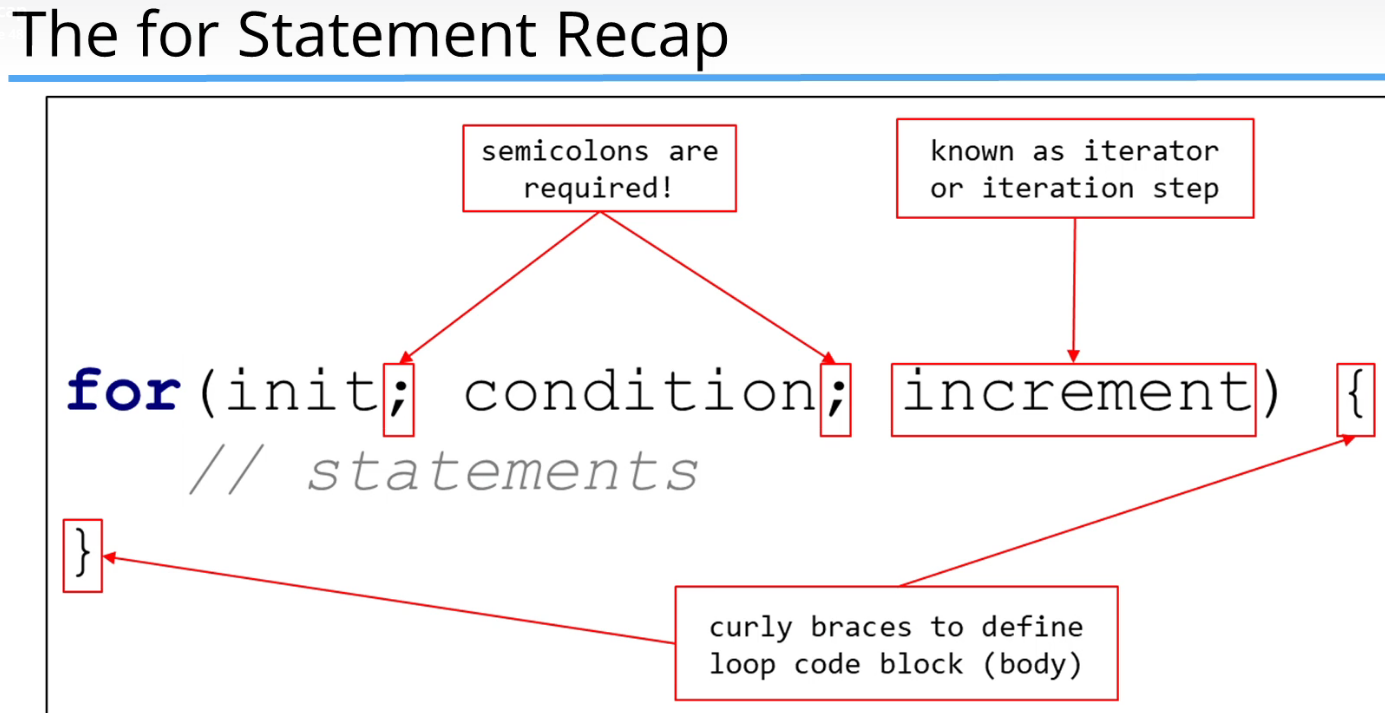 The for Statement Recap
semicolons are
required!
known as iterator
or iteration step
for(init; condition; increment) {
// statements
}
curly braces to define
loop code block (body)